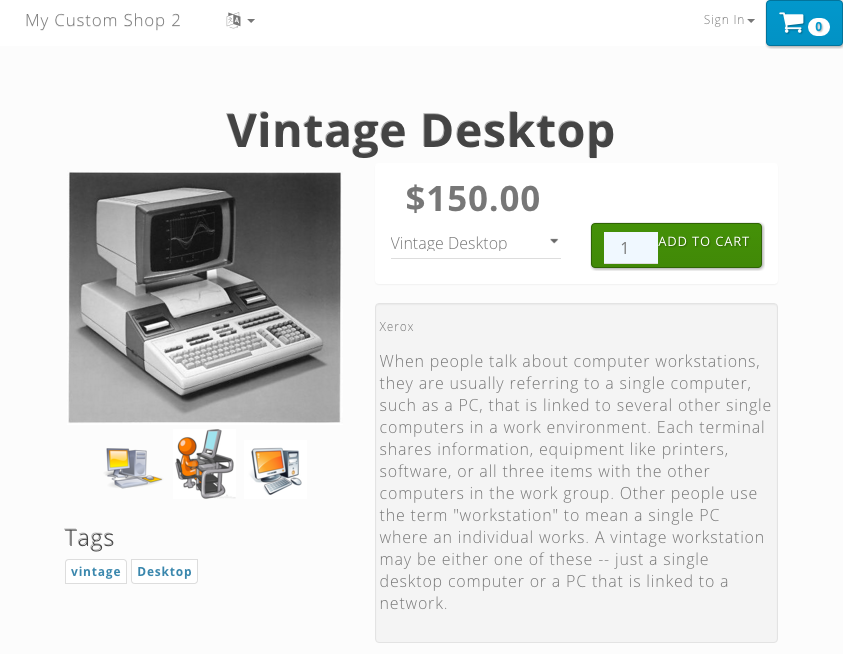 My Custom Shop 2
Sign In
0
Vintage Desktop
$150.00
Vintage Desktop
1
ADD TO CART
Xerox
When people talk about computer workstations,
they are usually referring to a single computer,
such as a PC, that is linked to several other single
computers in a work environment. Each terminal
shares information, equipment like printers,
software, or all three items with the other
computers in the work group. Other people use
the term "workstation" to mean a single PC
where an individual works. A vintage workstation
may be either one of these -- just a single
desktop computer or a PC that is linked to a
network.
Tags
vintage
Desktop